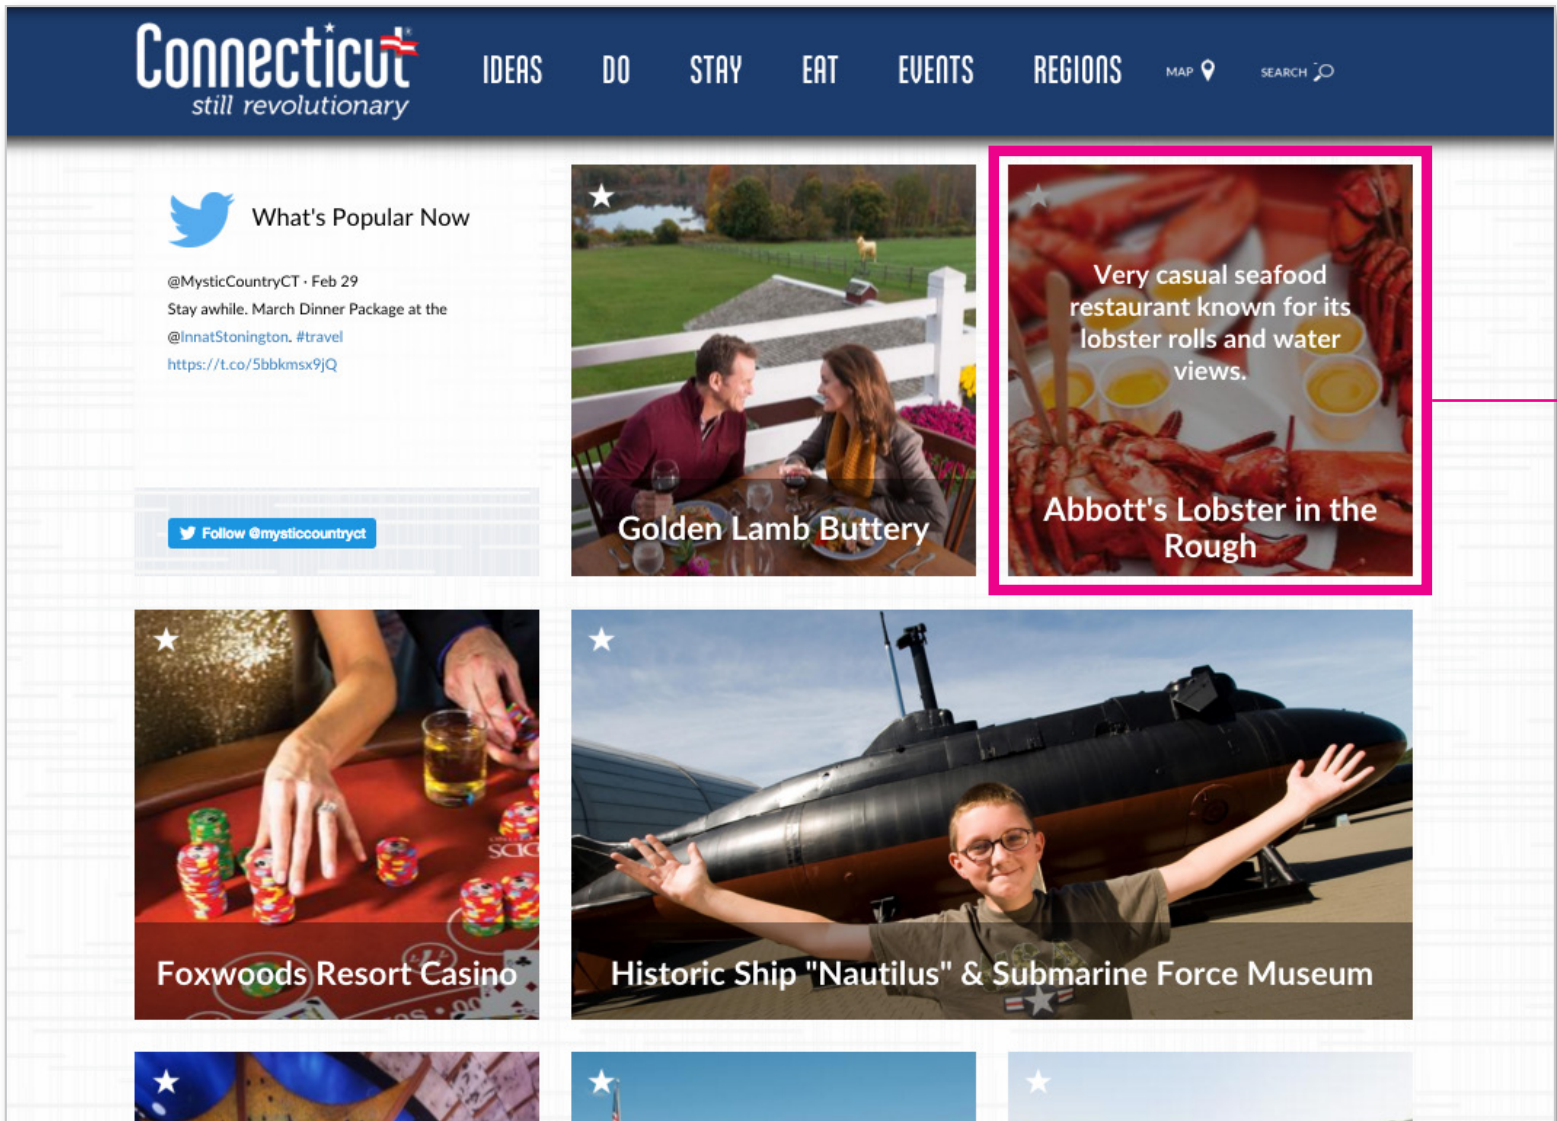 Connecticut
still revolutionary
IDEAS
DO
STAY
EAT
EVENTS
REGIONS
MAP
SEARCH
What's Popular Now
@MysticCountryCT · Feb 29
Stay awhile. March Dinner Package at the
@InnatStonington. #travel
https://t.co/5bbkmsx9jQ
Follow @mysticcountryct
Golden Lamb Buttery
Very casual seafood
restaurant known for its
lobster rolls and water
views.
Abbott's Lobster in the
Rough
Foxwoods Resort Casino
Historic Ship "Nautilus" & Submarine Force Museum